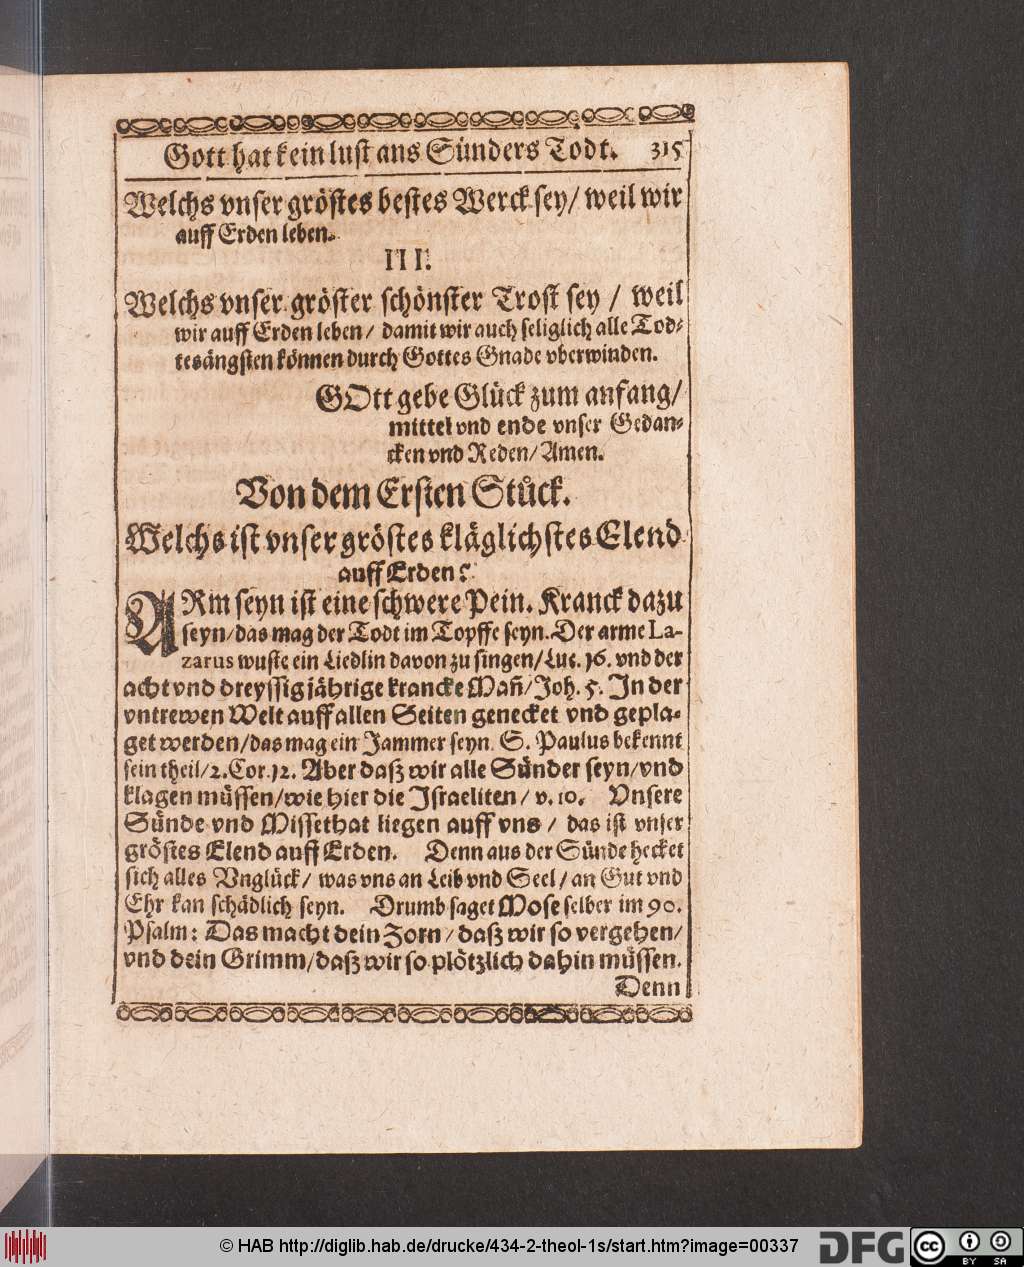 Gott hat kein lust ans Sünders Todt. 315
Welchs vnser gröstes bestes Werck sey/ weil wir
auff Erden leben.
III.
Welchs vnser gröster schönster Trost sey / weil
wir auff Erden leben/ damit wir auch seliglich alle Tod-
tesängsten können durch Gottes Gnade vberwinden.
GOtt gebe Glück zum anfang/
mittel vnd ende vnser Gedan-
cken vnd Reden/ Amen.
Von dem Ersten Stůck.
Welchs ist vnser gröstes kläglichstes Elend
auff Erden?
ARm seyn ist eine schwere Pein. Kranck dazu
seyn/ das mag der Todt im Topffe seyn. Der arme La-
zarus wuste ein Liedlin davon zu singen/ Luc. 16. vnd der
acht vnd dreyssig jährige krancke Mañ/ Joh. 5. In der
vntrewen Welt auff allen Seiten genecket vnd gepla-
get werden/ das mag ein Jammer seyn. S. Paulus bekennt
sein theil/ 2. Cor. 12. Aber daß wir alle Sünder seyn/ vnd
klagen müssen/ wie hier die Israeliten/ v. 10. Vnsere
Sünde vnd Missethat liegen auff vns / das ist vnser
gröstes Elend auff Erden. Denn aus der Sünde hecket
sich alles Vnglück/ was vns an Leib vnd Seel/ an Gut vnd
Ehr kan schädlich seyn. Drumb saget Mose selber im 90.
Psalm: Das macht dein Zorn/ daß wir so vergehen/
vnd dein Grimm/ daß wir so plötzlich dahin müssen.
Denn
© HAB http://diglib.hab.de/drucke/434-2-theol-1s/start.htm?image=00337
DFG
cc BY SA